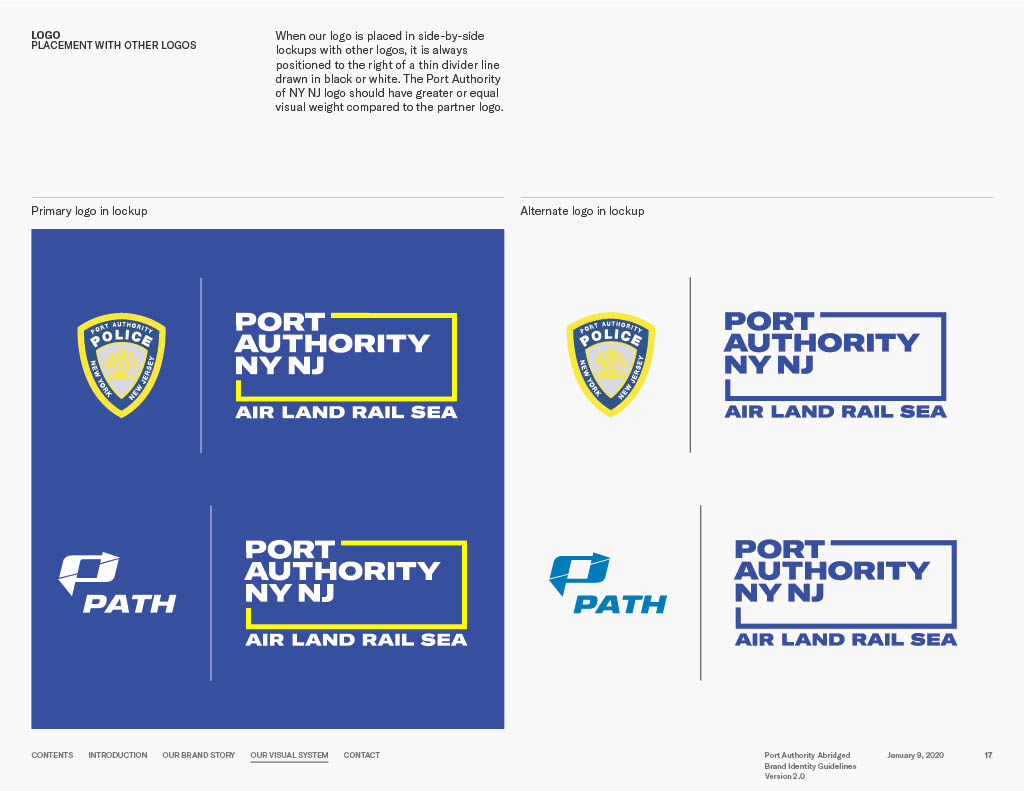 LOGO
PLACEMENT WITH OTHER LOGOS
When our logo is placed in side-by-side
lockups with other logos, it is always
positioned to the right of a thin divider line
drawn in black or white. The Port Authority
of NY NJ logo should have greater or equal
visual weight compared to the partner logo.
Primary logo in lockup
PORT AUTHORITY
POLICE
NEW YORK
NEW JERSEY
PORT
AUTHORITY
NY NJ
AIR LAND RAIL SEA
PATH
PORT
AUTHORITY
NY NJ
AIR LAND RAIL SEA
Alternate logo in lockup
PORT AUTHORITY
POLICE
NEW YORK
NEW JERSEY
PORT
AUTHORITY
NY NJ
AIR LAND RAIL SEA
PATH
PORT
AUTHORITY
NY NJ
AIR LAND RAIL SEA
CONTENTS INTRODUCTION OUR BRAND STORY OUR VISUAL SYSTEM CONTACT
Port Authority Abridged
Brand Identity Guidelines
Version 2.0
January 9, 2020
17